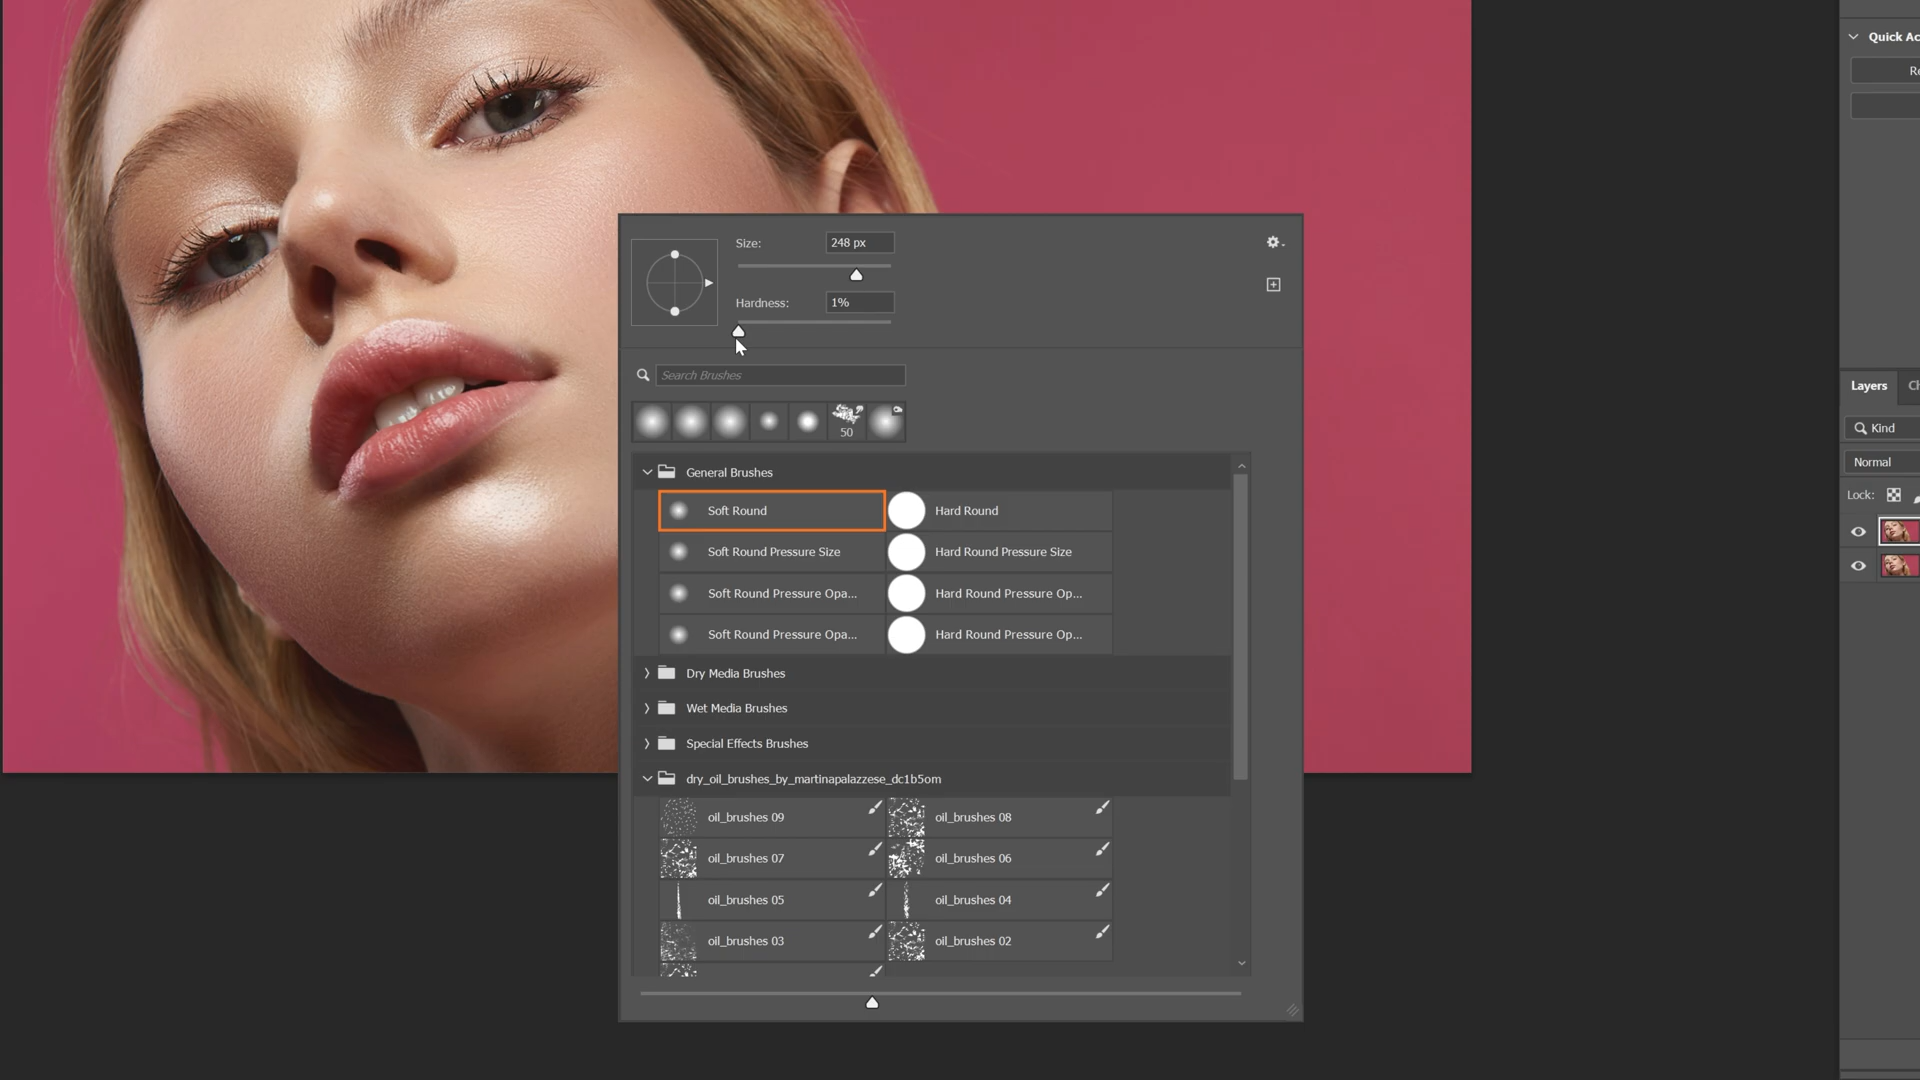 Quick Ac
Re
Size:
248 px
Hardness:
1%
Search Brushes
50
Layers
Ch
Kind
Normal
Lock:
General Brushes
Soft Round
Hard Round
Soft Round Pressure Size
Hard Round Pressure Size
Soft Round Pressure Opa...
Hard Round Pressure Op...
Soft Round Pressure Opa...
Hard Round Pressure Op...
Dry Media Brushes
Wet Media Brushes
Special Effects Brushes
dry_oil_brushes_by_martinapalazzese_dc1b5om
oil_brushes 09
oil_brushes 08
oil_brushes 07
oil_brushes 06
oil_brushes 05
oil_brushes 04
oil_brushes 03
oil_brushes 02